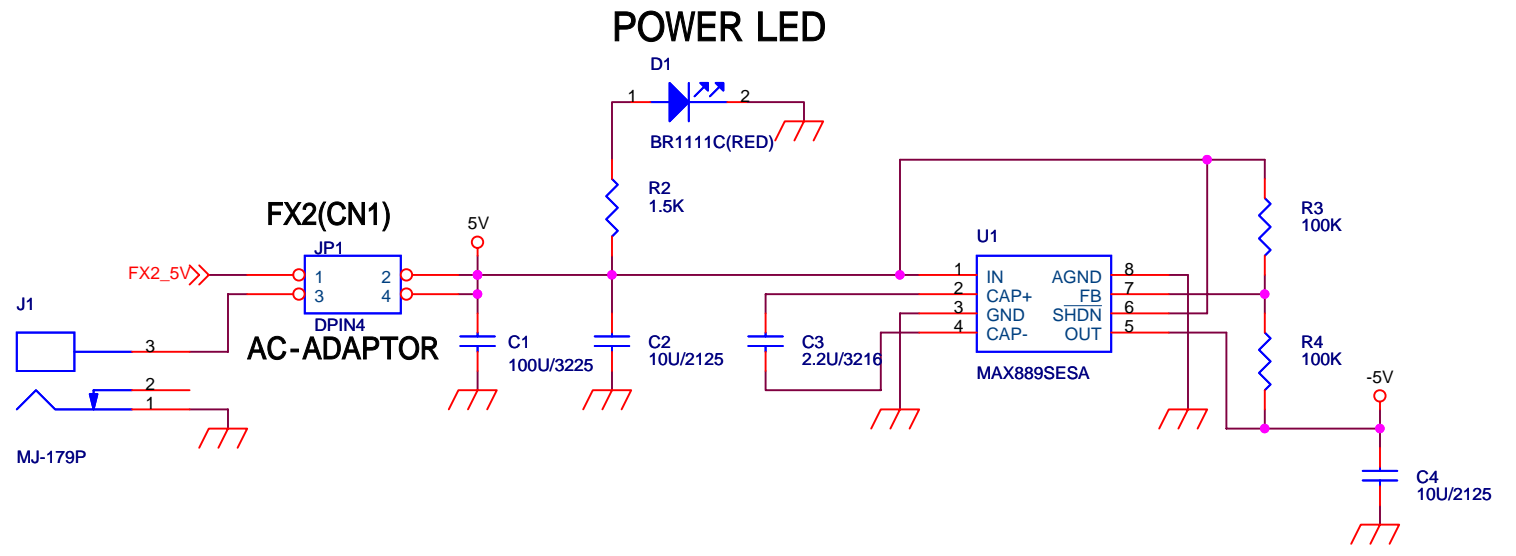 POWER LED
D1
1
2
BR1111C(RED)
R2
1.5K
FX2(CN1)
5V
JP1
FX2_5V
1
2
3
4
DPIN4
AC-ADAPTOR
J1
3
2
1
MJ-179P
C1
100U/3225
C2
10U/2125
C3
2.2U/3216
U1
1
IN
AGND
8
2
CAP+
FB
7
3
GND
SHDN
6
4
CAP-
OUT
5
MAX889SESA
R3
100K
R4
100K
-5V
C4
10U/2125